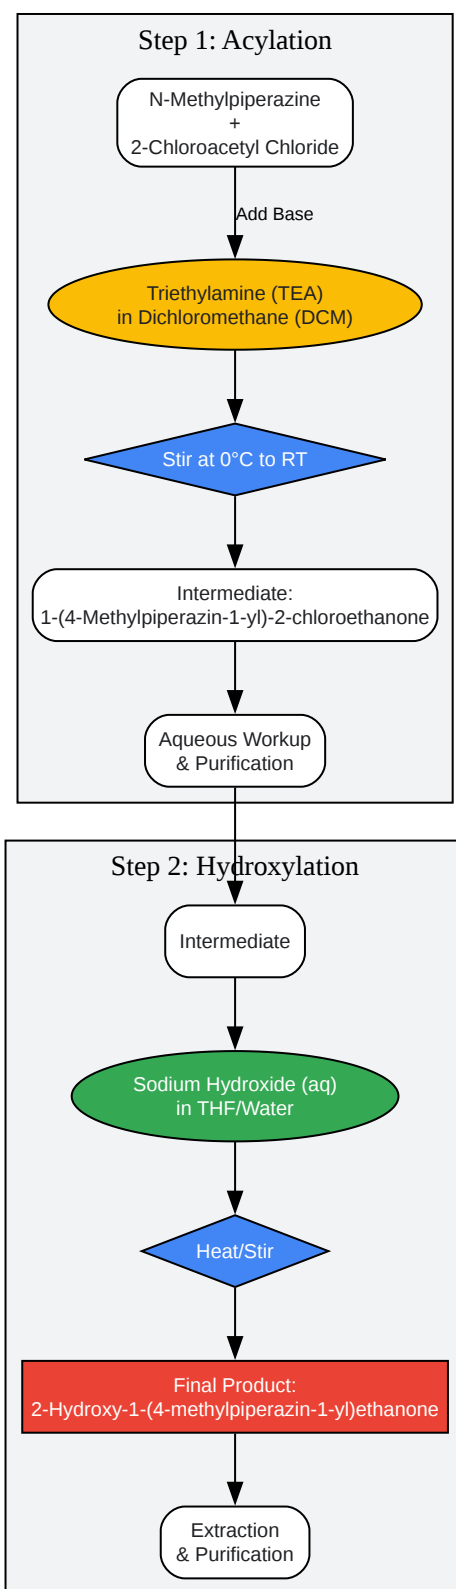 Step 1: Acylation
N-Methylpiperazine
+
2-Chloroacetyl Chloride
Add Base
Triethylamine (TEA)
in Dichloromethane (DCM)
Stir at 0°C to RT
Intermediate:
1-(4-Methylpiperazin-1-yl)-2-chloroethanone
Aqueous Workup
& Purification
Step 2: Hydroxylation
Intermediate
Sodium Hydroxide (aq)
in THF/Water
Heat/Stir
Final Product:
2-Hydroxy-1-(4-methylpiperazin-1-yl)ethanone
Extraction
& Purification